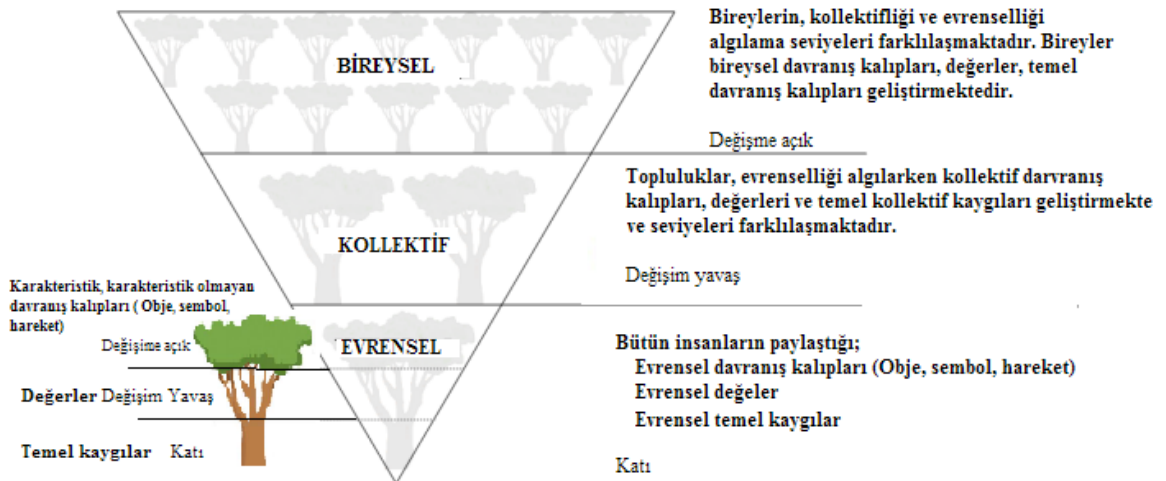 Bireylerin, kollektifliği ve evrenselliği
algılama seviyeleri farklılaşmaktadır. Bireyler
bireysel davranış kalıpları, değerler, temel
davranış kalıpları geliştirmektedir.
BİREYSEL
Değişme açık
Topluluklar, evrenselliği algılarken kollektif darvranış
kalıpları, değerleri ve temel kollektif kaygıları geliştirmekte
ve seviyeleri farklılaşmaktadır.
KOLLEKTİF
Değişim yavaş
Karakteristik, karakteristik olmayan
davranış kalıpları ( Obje, sembol,
hareket)
Değişime açık
EVRENSEL
Değerler Değişim Yavaş
Temel kaygılar Katı
Bütün insanların paylaştığı;
Evrensel davranış kalıpları (Obje, sembol, hareket)
Evrensel değeler
Evrensel temel kaygılar
Katı